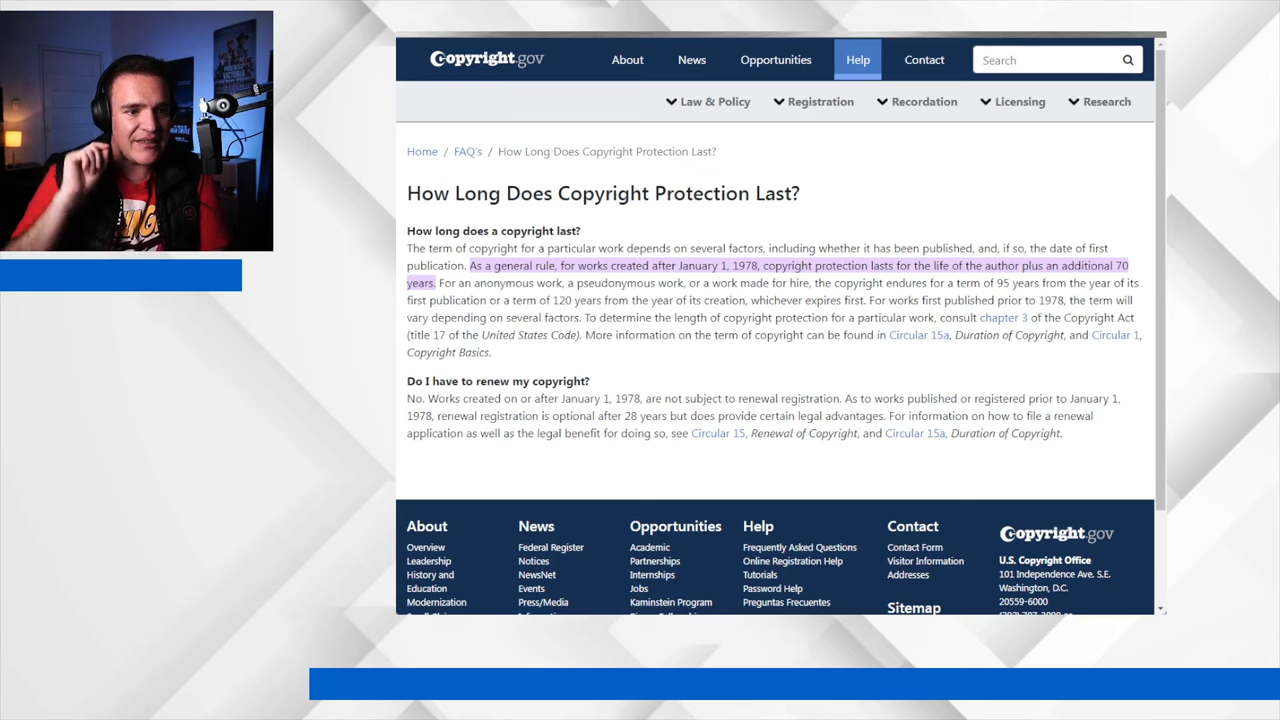 Copyright.gov
About News Opportunities Help Contact Search
Law & Policy Registration Recordation Licensing Research
Home / FAQ's / How Long Does Copyright Protection Last?
How Long Does Copyright Protection Last?
How long does a copyright last?
The term of copyright for a particular work depends on several factors, including whether it has been published, and, if so, the date of first
publication. As a general rule, for works created after January 1, 1978, copyright protection lasts for the life of the author plus an additional 70
years. For an anonymous work, a pseudonymous work, or a work made for hire, the copyright endures for a term of 95 years from the year of its
first publication or a term of 120 years from the year of its creation, whichever expires first. For works first published prior to 1978, the term will
vary depending on several factors. To determine the length of copyright protection for a particular work, consult chapter 3 of the Copyright Act
(title 17 of the United States Code). More information on the term of copyright can be found in Circular 15a, Duration of Copyright, and Circular 1,
Copyright Basics.
Do I have to renew my copyright?
No. Works created on or after January 1, 1978, are not subject to renewal registration. As to works published or registered prior to January 1,
1978, renewal registration is optional after 28 years but does provide certain legal advantages. For information on how to file a renewal
application as well as the legal benefit for doing so, see Circular 15, Renewal of Copyright, and Circular 15a, Duration of Copyright.
About
Overview
Leadership
History and
Education
Modernization
News
Federal Register
Notices
NewsNet
Events
Press/Media
Opportunities
Academic
Partnerships
Internships
Jobs
Kaminstein Program
Help
Frequently Asked Questions
Online Registration Help
Tutorials
Password Help
Preguntas Frecuentes
Contact
Contact Form
Visitor Information
Addresses
Sitemap
Copyright.gov
U.S. Copyright Office
101 Independence Ave. S.E.
Washington, D.C.
20559-6000